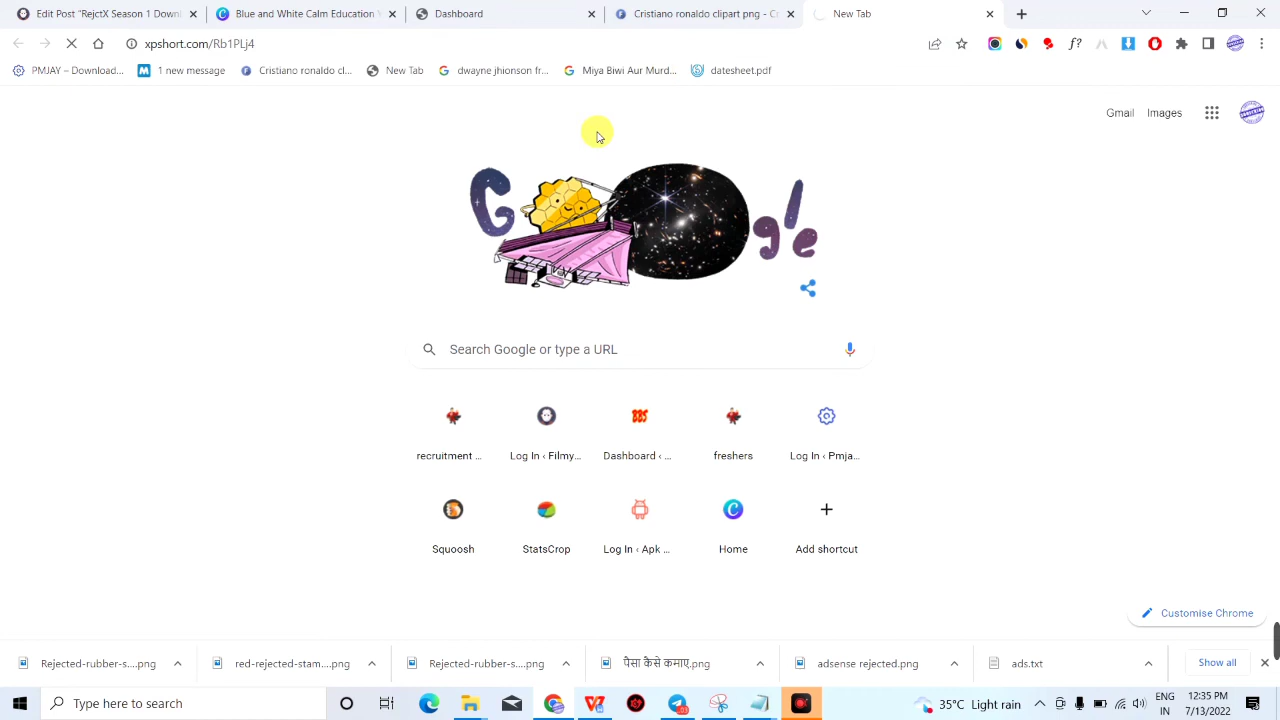 Edit Post "RejctX Season 1 Downl
Blue and White Calm Education Y
Dashboard
Cristiano ronaldo clipart png - Cr
New Tab
xpshort.com/Rb1PLj4
f?
PMJAY – Download...
1 new message
Cristiano ronaldo cl...
New Tab
dwayne jhionson fr...
Miya Biwi Aur Murd...
datesheet.pdf
Gmail
Images
Google
Search Google or type a URL
recruitment ...
Log In ‹ Filmy...
Dashboard ‹ ...
freshers
Log In ‹ Pmja...
Squoosh
StatsCrop
Log In ‹ Apk ...
Home
Add shortcut
Customise Chrome
Rejected-rubber-s....png
red-rejected-stam....png
Rejected-rubber-s....png
पैसा कैसे कमाए.png
adsense rejected.png
ads.txt
Show all
Type here to search
35°C Light rain
ENG
IN
12:35 PM
7/13/2022